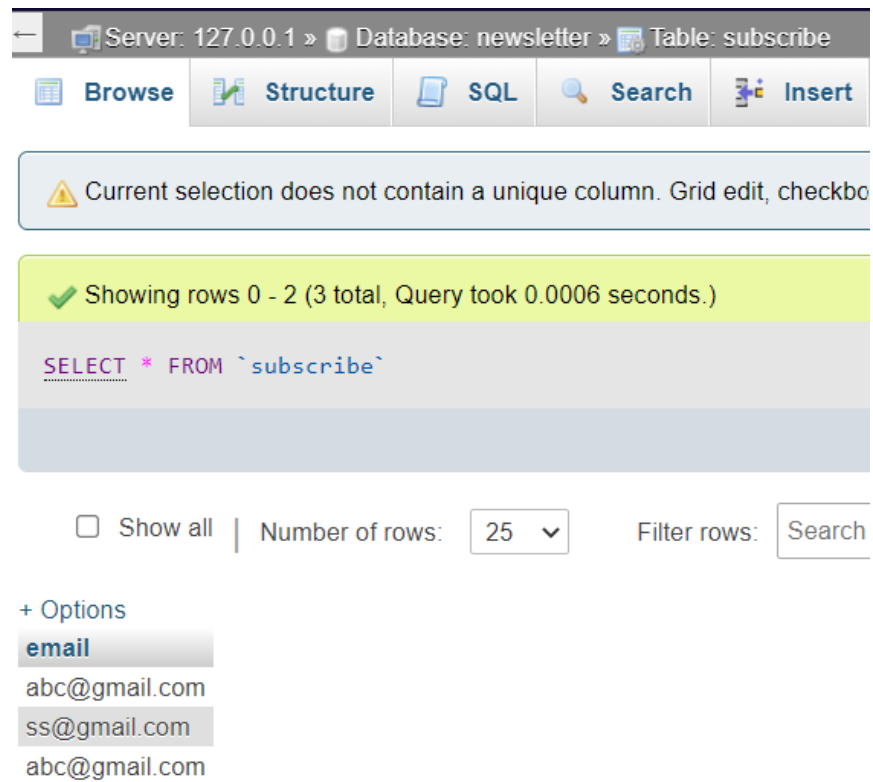 ← Server: 127.0.0.1 » Database: newsletter » Table: subscribe
Browse Structure SQL Search Insert
Current selection does not contain a unique column. Grid edit, checkbo
Showing rows 0 - 2 (3 total, Query took 0.0006 seconds.)
SELECT * FROM `subscribe`
Show all | Number of rows: 25 Filter rows: Search
+ Options
email
abc@gmail.com
ss@gmail.com
abc@gmail.com